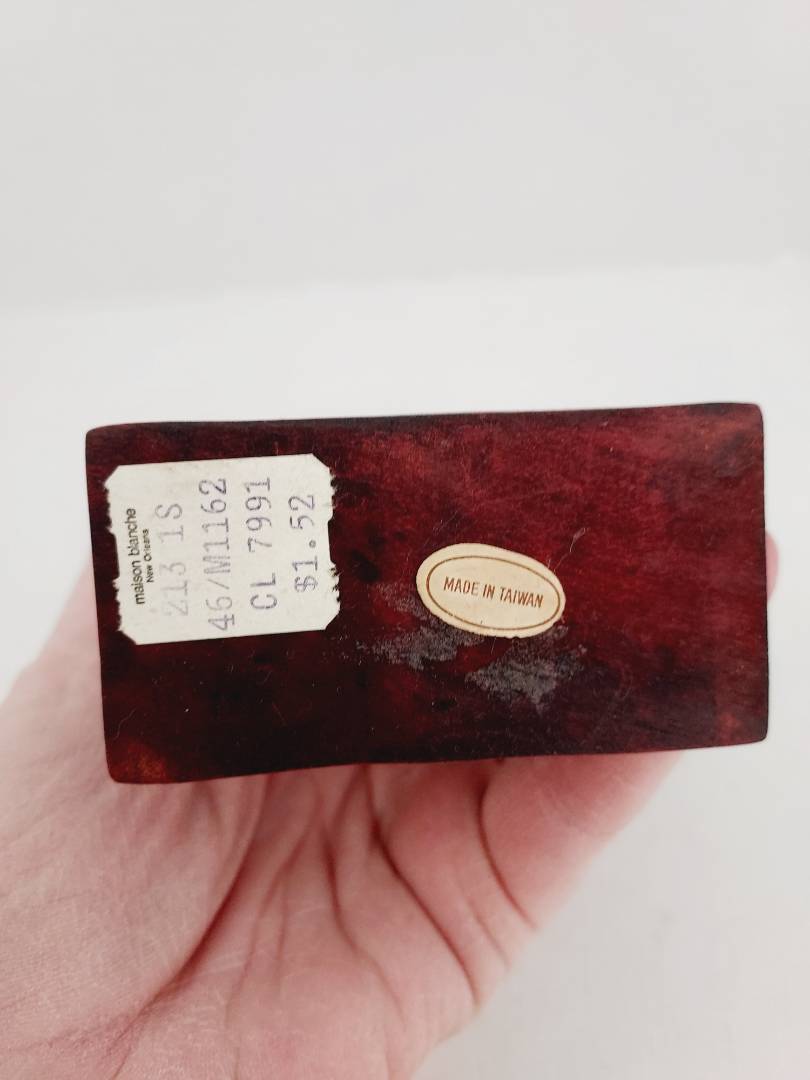 maison blanche
New Orleans
213 1S
46/M1162
CL 7991
$1.52
MADE IN TAIWAN